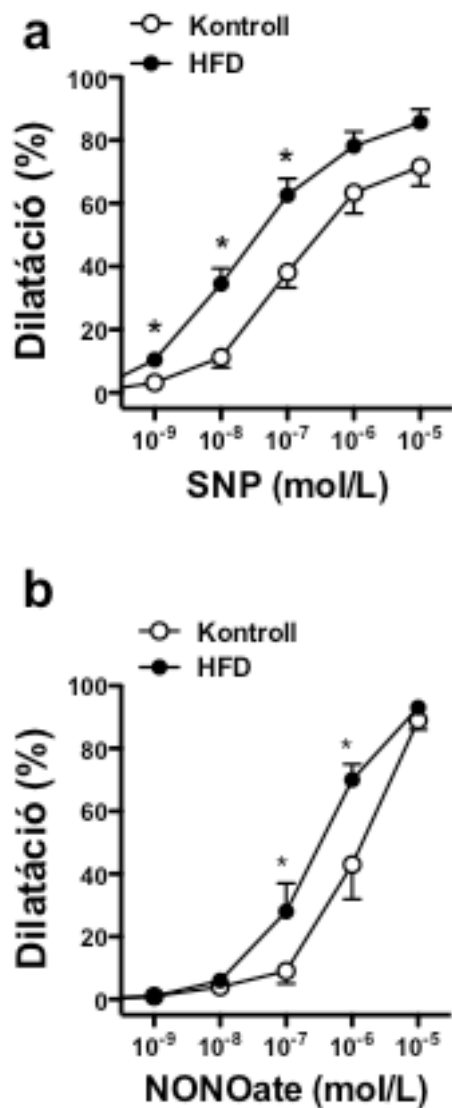 a
Kontroll
HFD
Dilatáció (%)
100
80
60
40
20
0
*
*
*
10⁻⁹ 10⁻⁸ 10⁻⁷ 10⁻⁶ 10⁻⁵
SNP (mol/L)
b
Kontroll
HFD
Dilatáció (%)
100
80
60
40
20
0
*
*
10⁻⁹ 10⁻⁸ 10⁻⁷ 10⁻⁶ 10⁻⁵
NONOate (mol/L)